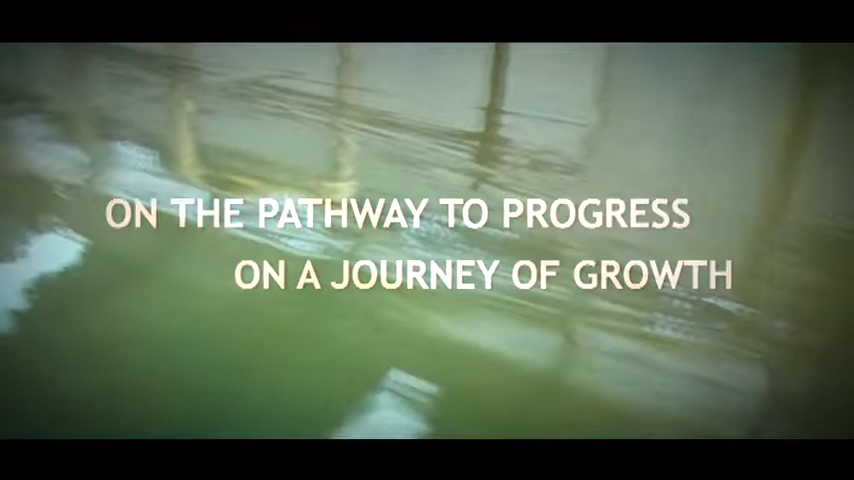 ON THE PATHWAY TO PROGRESS
ON A JOURNEY OF GROWTH